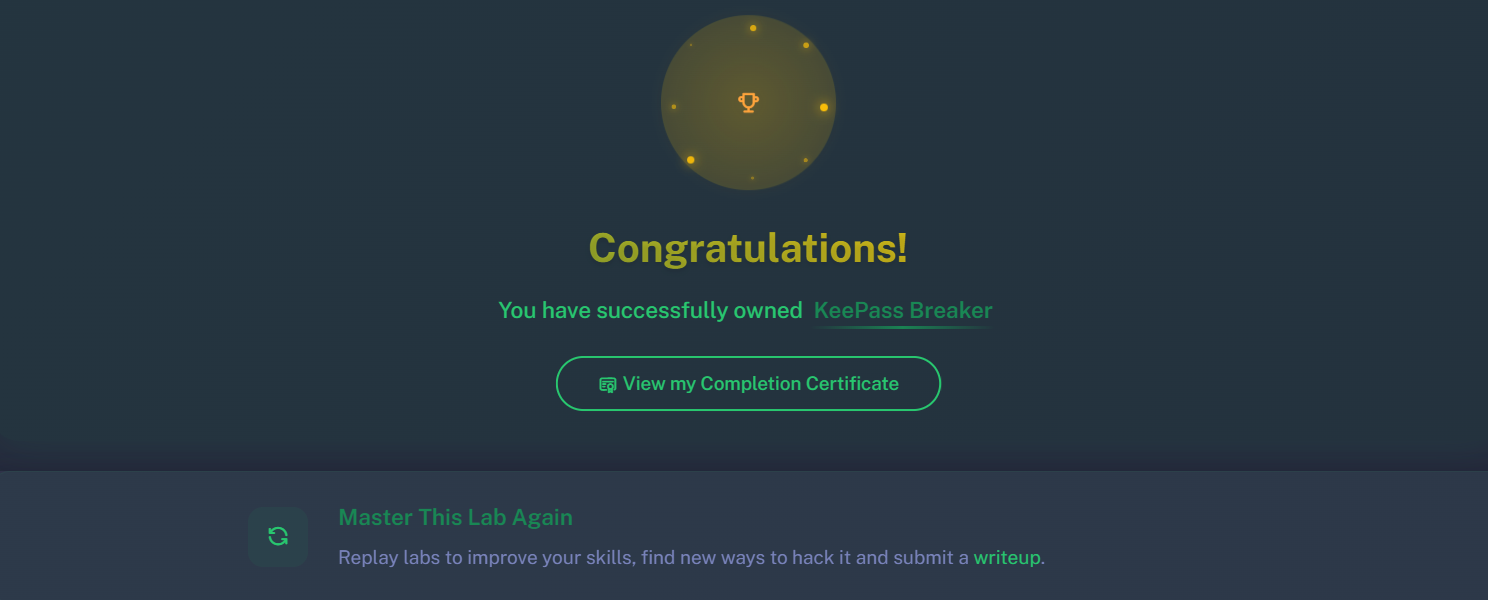 Congratulations!
You have successfully owned KeePass Breaker
View my Completion Certificate
Master This Lab Again
Replay labs to improve your skills, find new ways to hack it and submit a writeup.